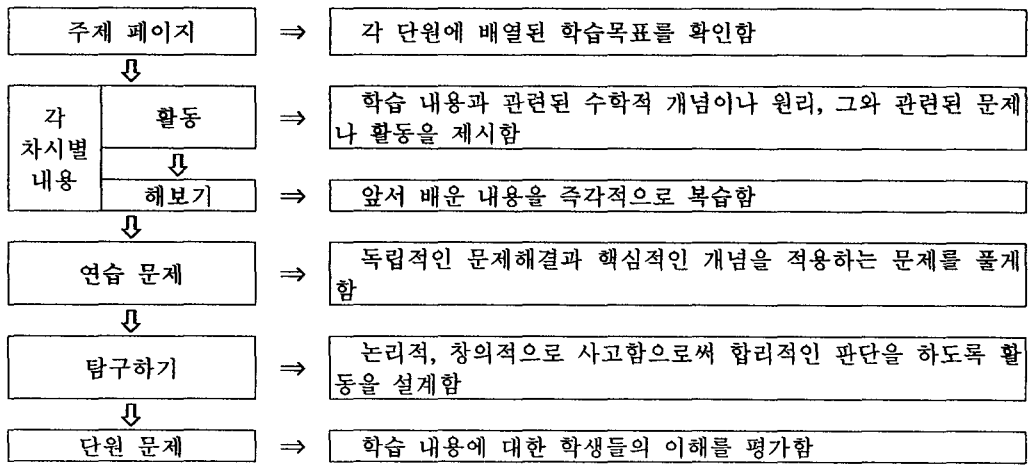 주제 페이지 ⇒ 각 단원에 배열된 학습목표를 확인함
⇩
각 차시별 내용
활동 ⇒ 학습 내용과 관련된 수학적 개념이나 원리, 그와 관련된 문제
나 활동을 제시함
⇩
해보기 ⇒ 앞서 배운 내용을 즉각적으로 복습함
⇩
연습 문제 ⇒ 독립적인 문제해결과 핵심적인 개념을 적용하는 문제를 풀게
함
⇩
탐구하기 ⇒ 논리적, 창의적으로 사고함으로써 합리적인 판단을 하도록 활
동을 설계함
⇩
단원 문제 ⇒ 학습 내용에 대한 학생들의 이해를 평가함